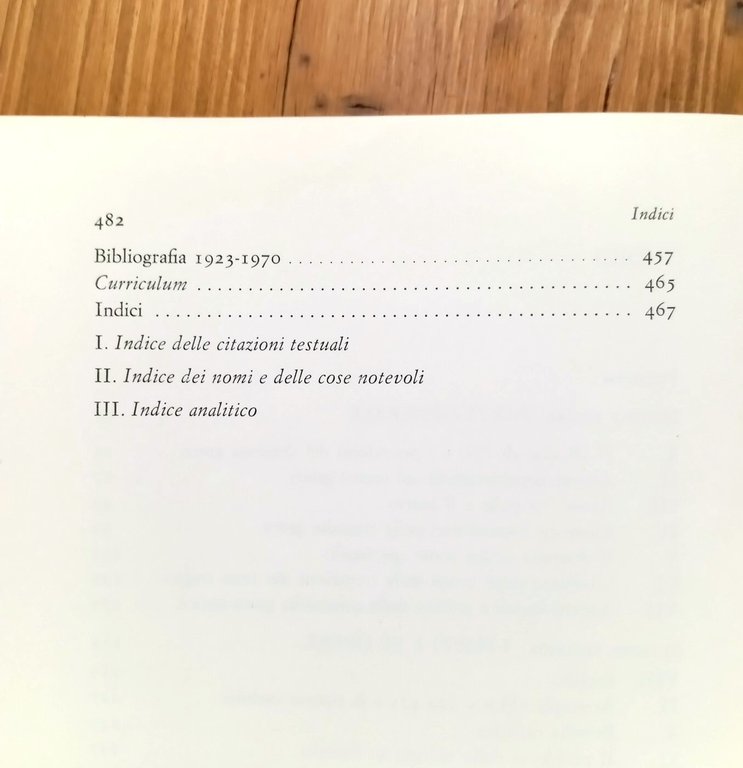 482 Indici
Bibliografia 1923-1970 . . . . . . . . . . . . . . . . . . . . . . . . . . . . . . . . 457
Curriculum . . . . . . . . . . . . . . . . . . . . . . . . . . . . . . . . . . . 465
Indici . . . . . . . . . . . . . . . . . . . . . . . . . . . . . . . . . . . . . . 467
I. Indice delle citazioni testuali
II. Indice dei nomi e delle cose notevoli
III. Indice analitico